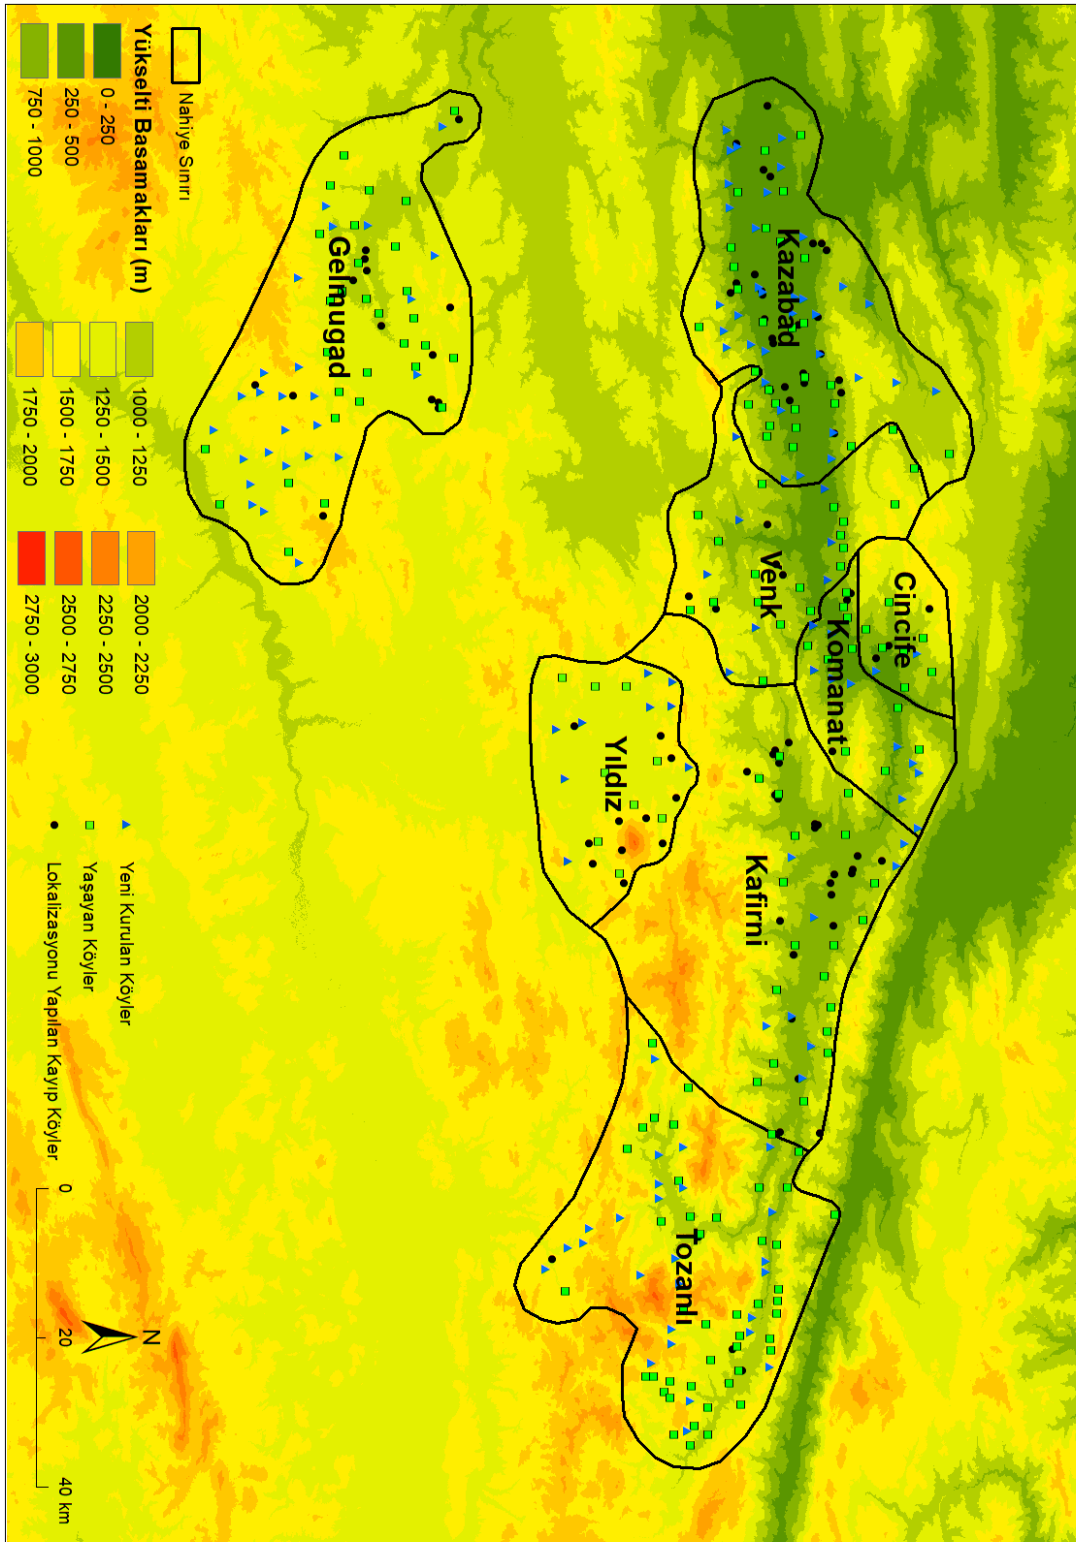 Kazabad
Cincife
Venk
Komanat
Gelmugad
Yıldız
Kafirni
Tozanlı
Nahiye Sınırı
Yükselti Basamakları (m)
0 - 250
250 - 500
750 - 1000
1000 - 1250
1250 - 1500
1500 - 1750
1750 - 2000
2000 - 2250
2250 - 2500
2500 - 2750
2750 - 3000
Yeni Kurulan Köyler
Yaşayan Köyler
Lokalizasyonu Yapılan Kayıp Köyler
N
0 20 40 km